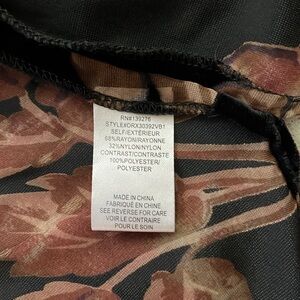 RN#139276
STYLE#DRX30392VB1
SELF/EXTÉRIEUR
68%RAYON/RAYONNE
32%NYLON/NYLON
CONTRAST/CONTRASTE
100%POLYESTER/
POLYESTER
MADE IN CHINA
FABRIQUÉ EN CHINE
SEE REVERSE FOR CARE
VOIR LE CONTRAIRE
POUR LE SOIN